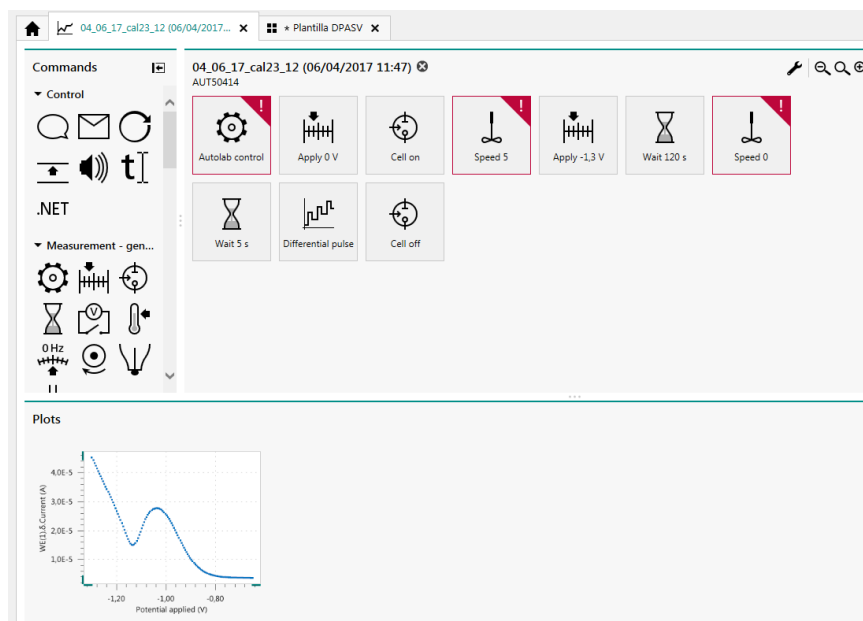 04_06_17_cal23_12 (06/04/2017... ×
* Plantilla DPASV ×
Commands
Control
t
.NET
Measurement - gen...
V
0 Hz
04_06_17_cal23_12 (06/04/2017 11:47)
AUT50414
! ! !
Autolab control
Apply 0 V
Cell on
Speed 5
Apply -1,3 V
Wait 120 s
Speed 0
Wait 5 s
Differential pulse
Cell off
Plots
WE(1).δ.Current (A)
4,0E-5
3,0E-5
2,0E-5
1,0E-5
-1,20 -1,00 -0,80
Potential applied (V)